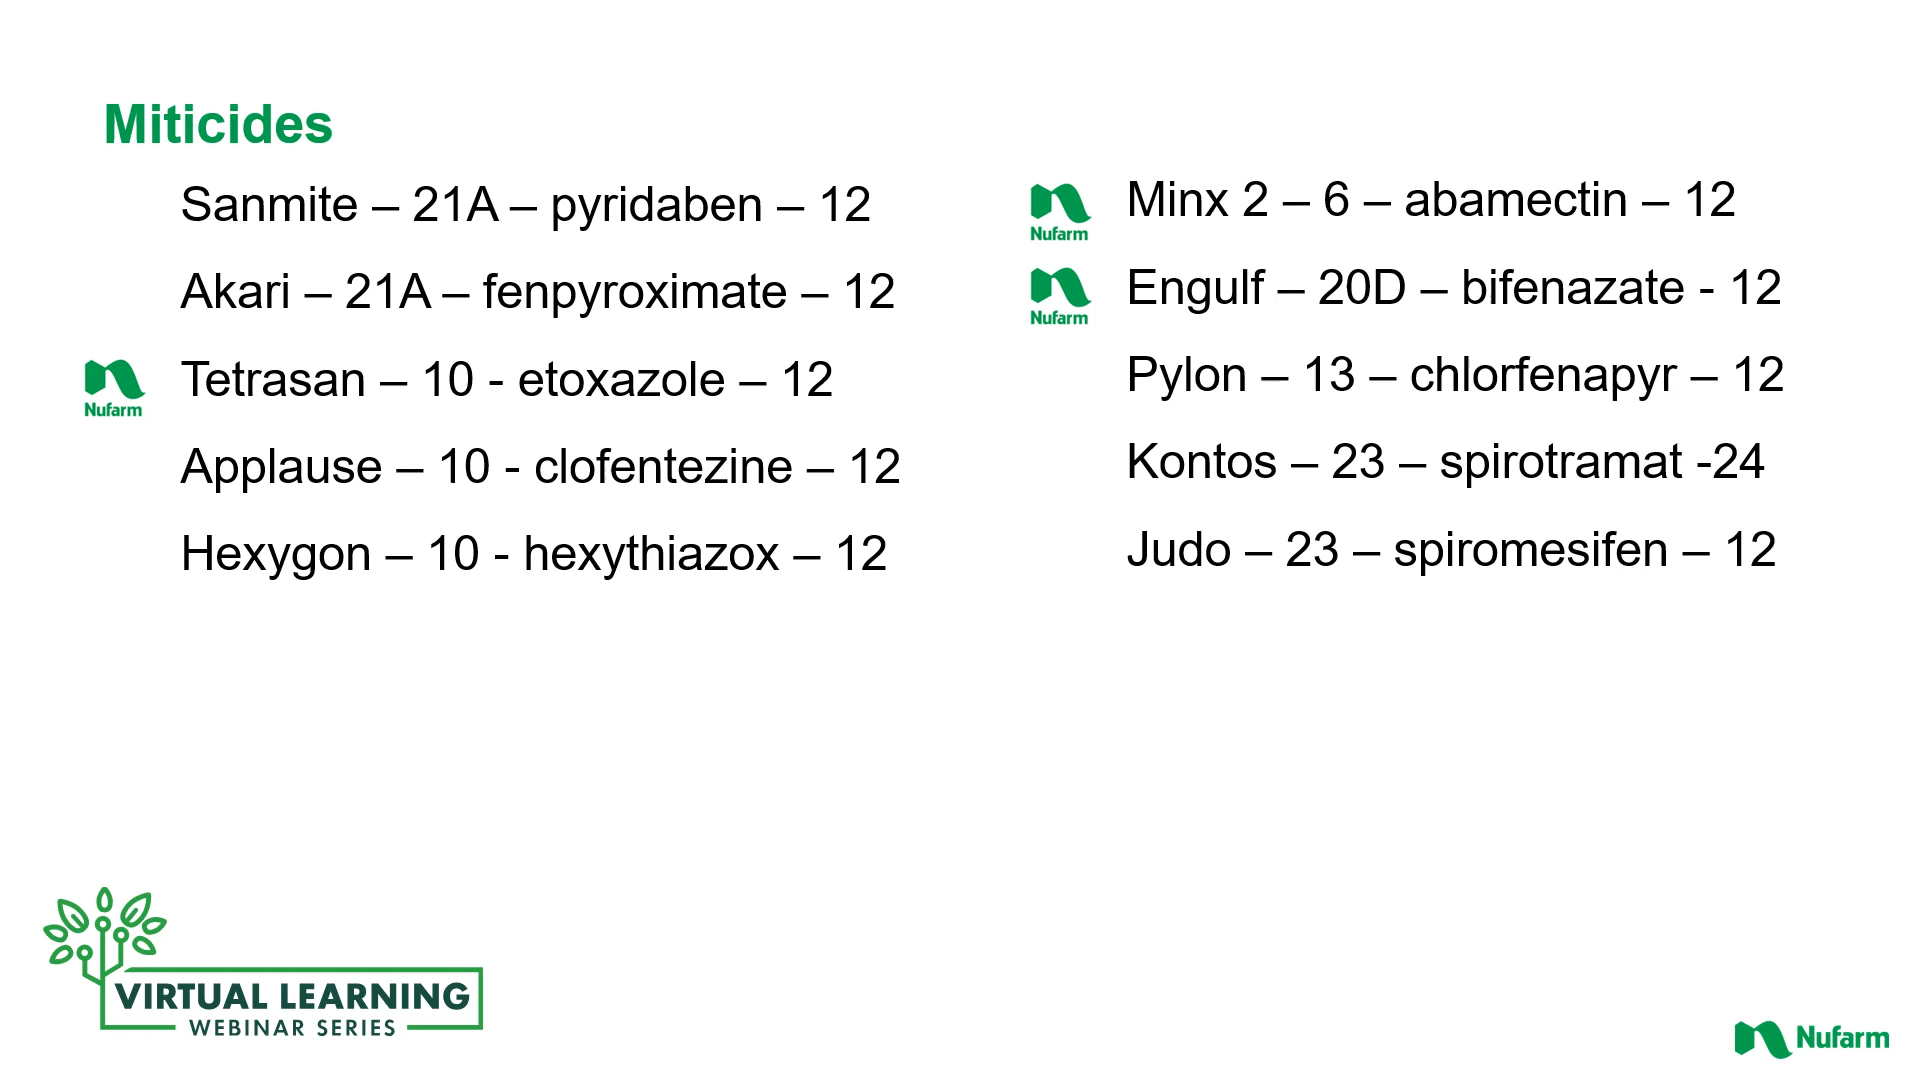 Miticides
Sanmite – 21A – pyridaben – 12
Akari – 21A – fenpyroximate – 12
Nufarm
Tetrasan – 10 - etoxazole – 12
Applause – 10 - clofentezine – 12
Hexygon – 10 - hexythiazox – 12
Nufarm
Minx 2 – 6 – abamectin – 12
Nufarm
Engulf – 20D – bifenazate - 12
Pylon – 13 – chlorfenapyr – 12
Kontos – 23 – spirotramat -24
Judo – 23 – spiromesifen – 12
VIRTUAL LEARNING
WEBINAR SERIES
Nufarm